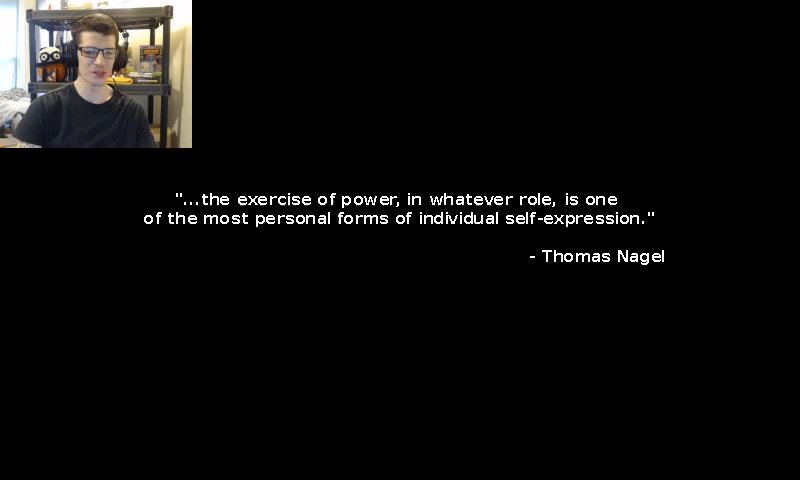 "...the exercise of power, in whatever role, is one
of the most personal forms of individual self-expression."
- Thomas Nagel